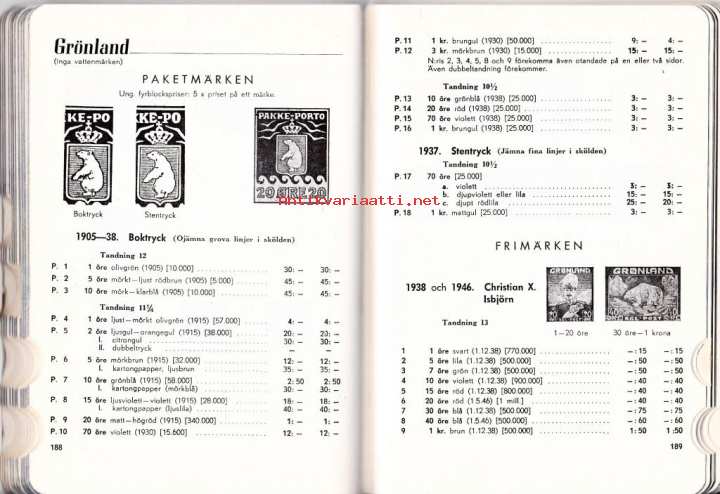 Grönland
(Inga vattenmärken)
PAKETMÄRKEN
Ung. fyrblockspriser: 5 x priset på ett märke.
KE-PO KE-PO PAKKE-PORTO
20 ØRE 20
Boktryck Stentryck
1905—38. Boktryck (Ojämna grova linjer i skölden)
Tandning 12
P. 1 1 öre olivgrön (1905) [10.000] 30: — 30: —
P. 2 5 öre mörkt—ljust rödbrun (1905) [5.000] 45: — 45: —
P. 3 10 öre mörk—klarblå (1905) [10.000] 45: — 45: —
Tandning 11¼
P. 4 1 öre ljust—mörkt olivgrön (1915) [57.000] 4: — 4: —
P. 5 2 öre ljusgul—orangegul (1915) [38.000] 20: — 20: —
I. citrongul 30: — 30: —
II. dubbeltryck — —
P. 6 5 öre mörkbrun (1915) [32.000] 12: — 12: —
I. kartongpapper, ljusbrun 35: — 35: —
P. 7 10 öre grönblå (1915) [58.000] 2:50 2:50
I. kartongpapper (mörkblå) 30: — 30: —
P. 8 15 öre ljusviolett—violett (1915) [28.000] 18: — 18: —
I. kartongpapper (ljuslila) 40: — 40: —
P. 9 20 öre matt—högröd (1915) [340.000] 1: — 1: —
P. 10 70 öre violett (1930) [15.600] 12: — 12: —
188
P. 11 1 kr. brungul (1930) [50.000] 9: — 4: —
P. 12 3 kr. mörkbrun (1930) [15.000] 15: — 15: —
N:ris 2, 3, 4, 5, 8 och 9 förekomma även otandade på en eller två sidor.
Även dubbeltandning förekommer.
Tandning 10½
P. 13 10 öre grönblå (1938) [25.000] 3: — 3: —
P. 14 20 öre röd (1938) [25.000] 3: — 3: —
P. 15 70 öre violett (1938) [25.000] 3: — 3: —
P. 16 1 kr. brungul (1938) [25.000] 3: — 3: —
1937. Stentryck (Jämna fina linjer i skölden)
Tandning 10½
P. 17 70 öre [25.000]
a. violett 3: — 3: —
b. djupviolett eller lila 15: — 15: —
c. djupt rödlila 25: — 20: —
P. 18 1 kr. mattgul [25.000] 3: — 3: —
Antikvariaatti.net
FRIMÄRKEN
GRØNLAND
1938 och 1946. Christian X.
Isbjörn
Tandning 13
1—20 öre 30 öre—1 krona
1 1 öre svart (1.12.38) [770.000] —:15 —:15
2 5 öre lila (1.12.38) [500.000] —:50 —:50
3 7 öre grön (1.12.38) [500.000] —:50 —:50
4 10 öre violett (1.12.38) [900.000] —:40 —:40
5 15 öre röd (1.12.38) [800.000] —:40 —:40
6 20 öre röd (1.5.46) [1 mill.] —:40 —:40
7 30 öre blå (1.12.38) [500.000] —:75 —:75
8 40 öre blå (1.5.46) [500.000] —:60 —:60
9 1 kr. brun (1.12.38) [500.000] 1:50 1:50
189